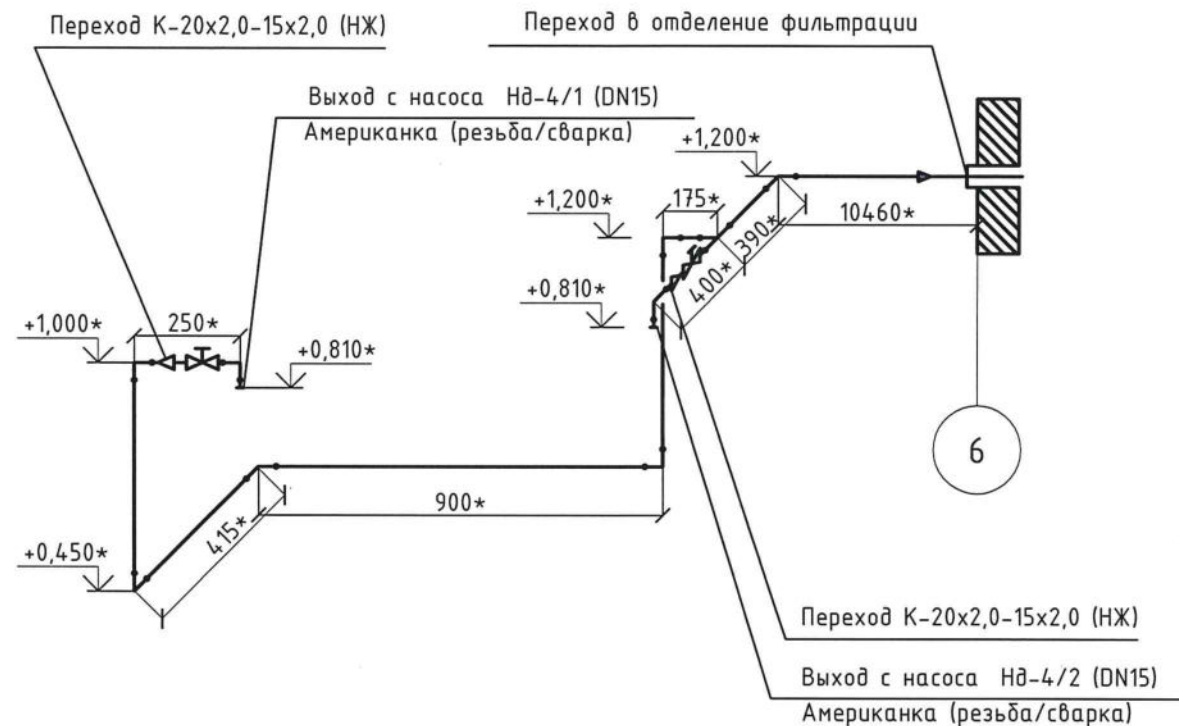 Переход К-20х2,0-15х2,0 (НЖ)
Переход в отделение фильтрации
Выход с насоса Нд-4/1 (DN15)
Американка (резьба/сварка)
+1,200*
175*
+1,200*
390*
10460*
400*
+0,810*
+1,000*
250*
+0,810*
6
900*
415*
+0,450*
Переход К-20х2,0-15х2,0 (НЖ)
Выход с насоса Нд-4/2 (DN15)
Американка (резьба/сварка)